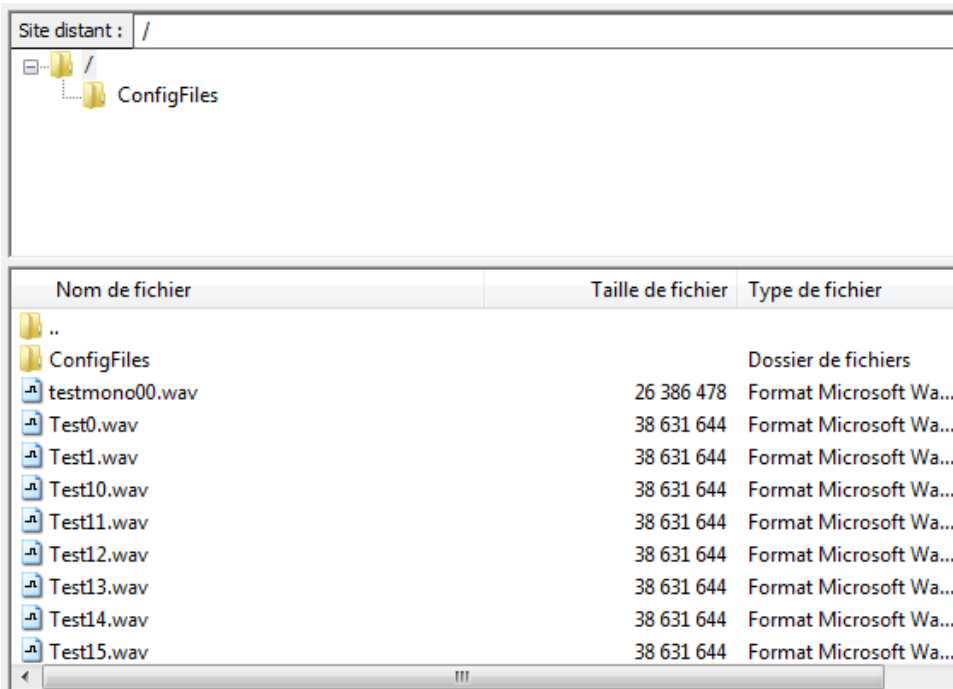 Site distant : /
/
ConfigFiles
Nom de fichier Taille de fichier Type de fichier
..
ConfigFiles Dossier de fichiers
testmono00.wav 26 386 478 Format Microsoft Wa...
Test0.wav 38 631 644 Format Microsoft Wa...
Test1.wav 38 631 644 Format Microsoft Wa...
Test10.wav 38 631 644 Format Microsoft Wa...
Test11.wav 38 631 644 Format Microsoft Wa...
Test12.wav 38 631 644 Format Microsoft Wa...
Test13.wav 38 631 644 Format Microsoft Wa...
Test14.wav 38 631 644 Format Microsoft Wa...
Test15.wav 38 631 644 Format Microsoft Wa...